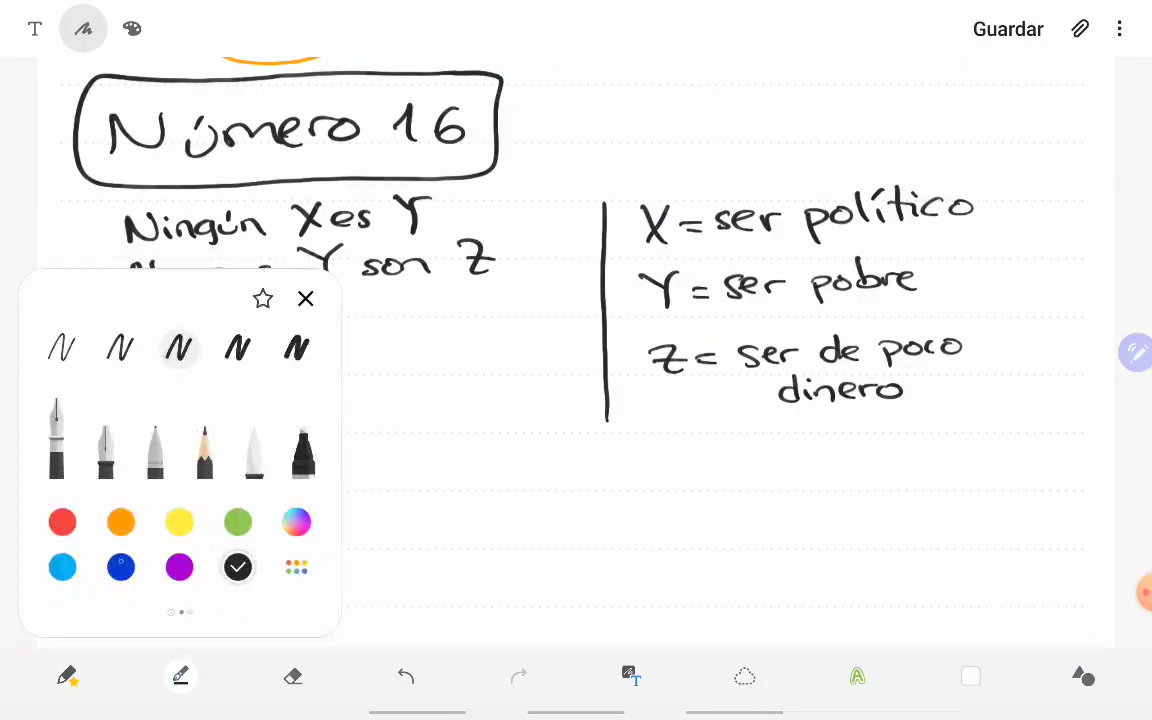 T
Guardar
Número 16
Ningún X es Y
Y son Z
X = ser político
Y = ser pobre
Z = ser de poco
dinero
T
A